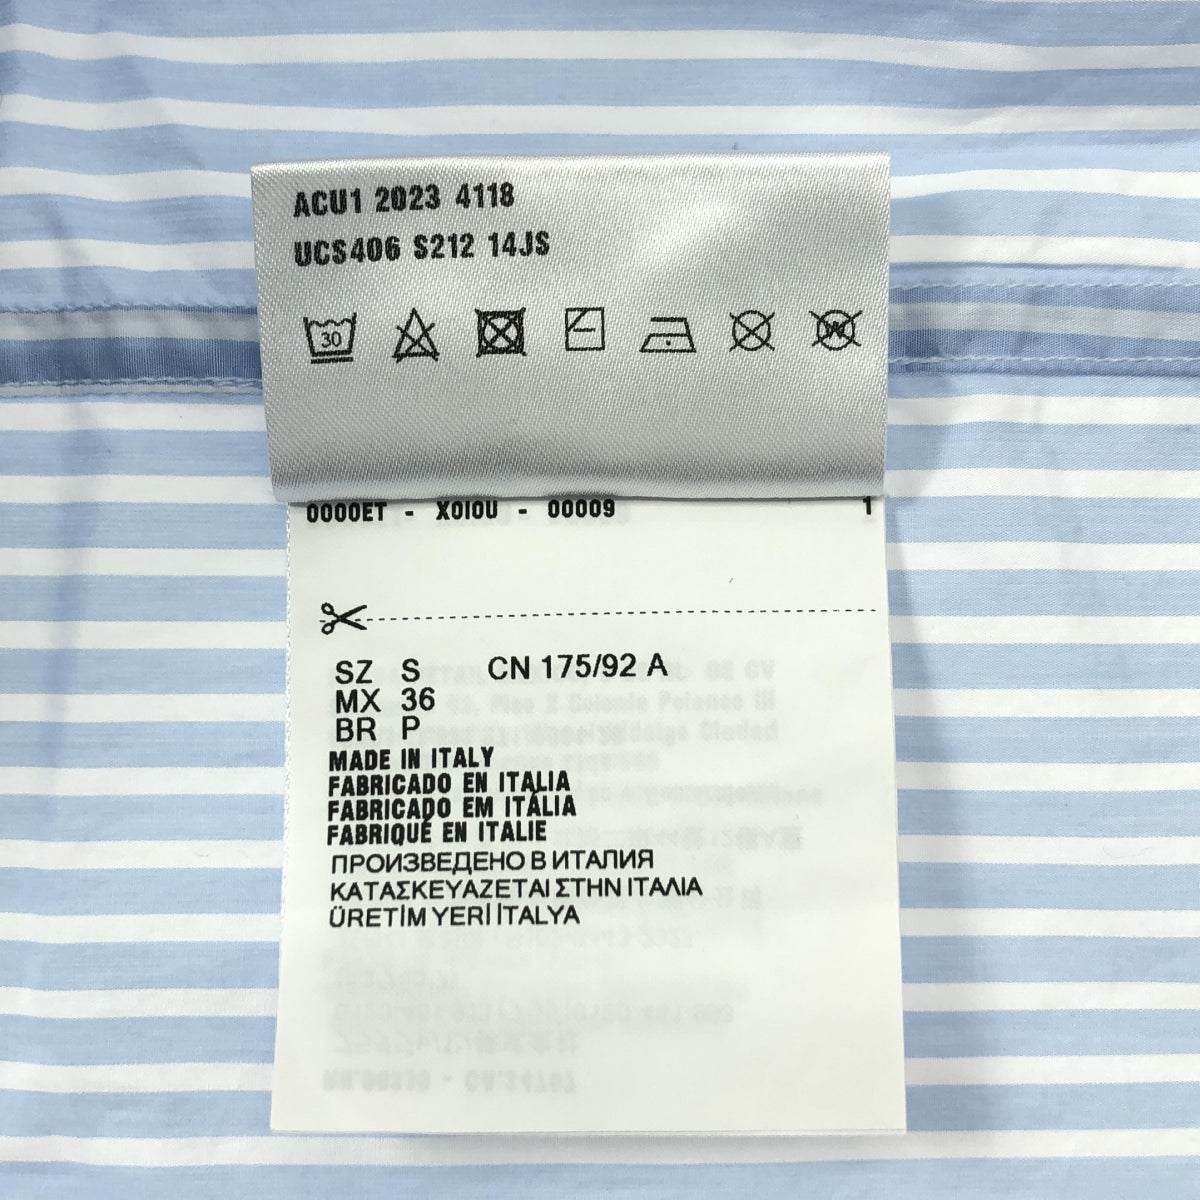 ACU1 2023 4118
UCS406 S212 14JS
30
W
0000ET - XOIOU - 00009 1
SZ S CN 175/92 A
MX 36
BR P
MADE IN ITALY
FABRICADO EN ITALIA
FABRICADO EM ITÁLIA
FABRIQUÉ EN ITALIE
ПРОИЗВЕДЕНО В ИТАЛИЯ
ΚΑΤΑΣΚΕΥΑΖΕΤΑΙ ΣΤΗΝ ΙΤΑΛΙΑ
ÜRETİM YERİ İTALYA